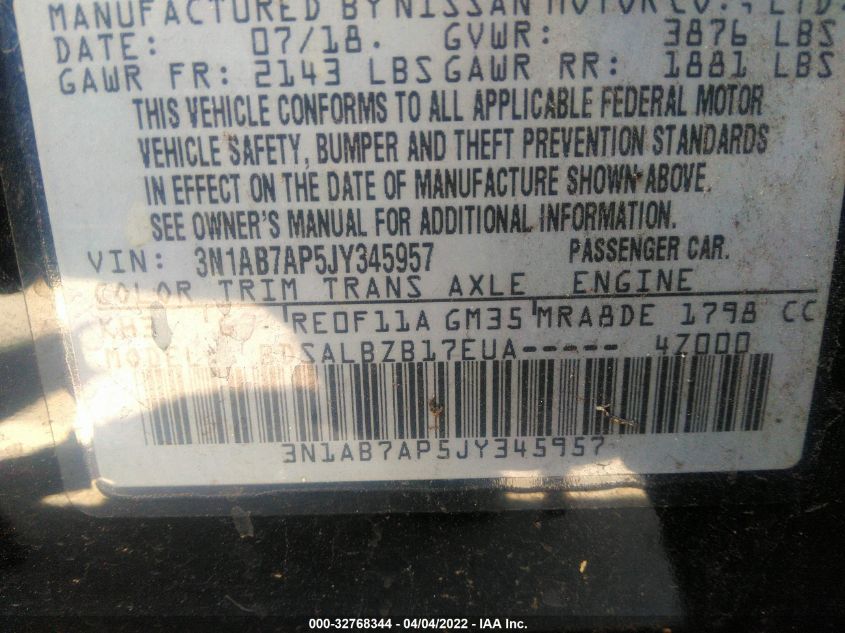 MANUFACTURED BY NISSAN MOTOR CO., LTD.
DATE: 07/18. GVWR: 3876 LBS
GAWR FR: 2143 LBS GAWR RR: 1881 LBS
THIS VEHICLE CONFORMS TO ALL APPLICABLE FEDERAL MOTOR
VEHICLE SAFETY, BUMPER AND THEFT PREVENTION STANDARDS
IN EFFECT ON THE DATE OF MANUFACTURE SHOWN ABOVE.
SEE OWNER'S MANUAL FOR ADDITIONAL INFORMATION.
VIN: 3N1AB7AP5JY345957 PASSENGER CAR.
COLOR TRIM TRANS AXLE ENGINE
RE0F11A GM35 MRA8DE 1798 CC
MODEL 47000
3N1AB7AP5JY345957
000-32768344 - 04/04/2022 - IAA Inc.